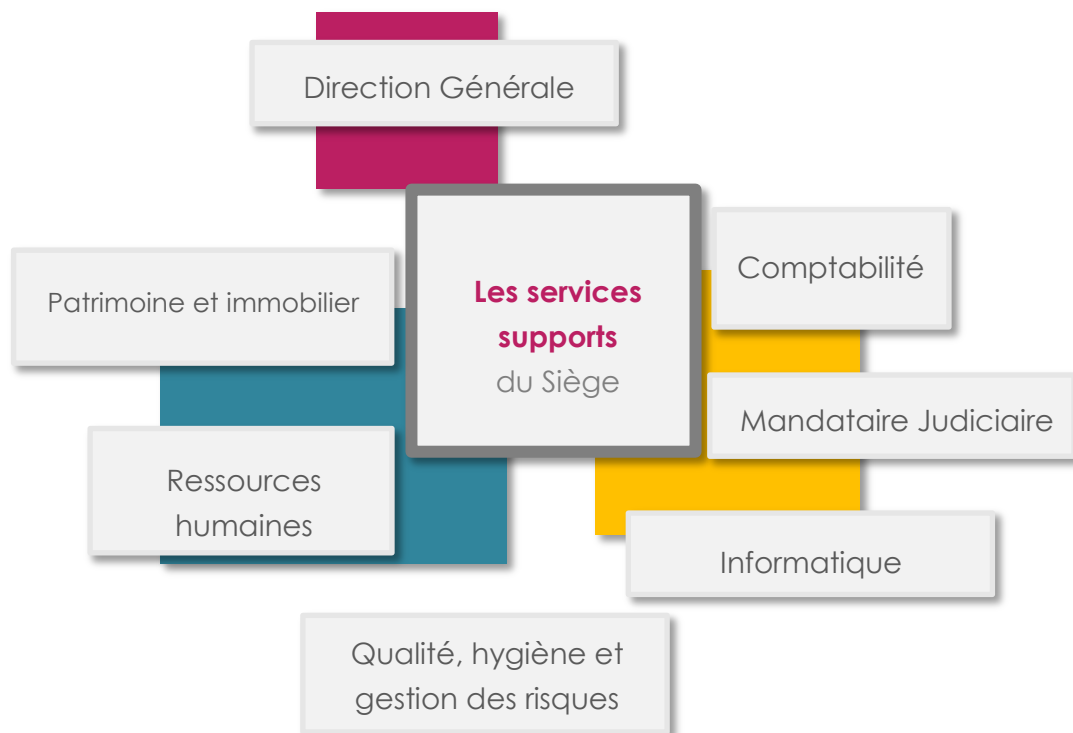 Direction Générale
Les services
supports
du Siège
Comptabilité
Patrimoine et immobilier
Mandataire Judiciaire
Ressources
humaines
Informatique
Qualité, hygiène et
gestion des risques